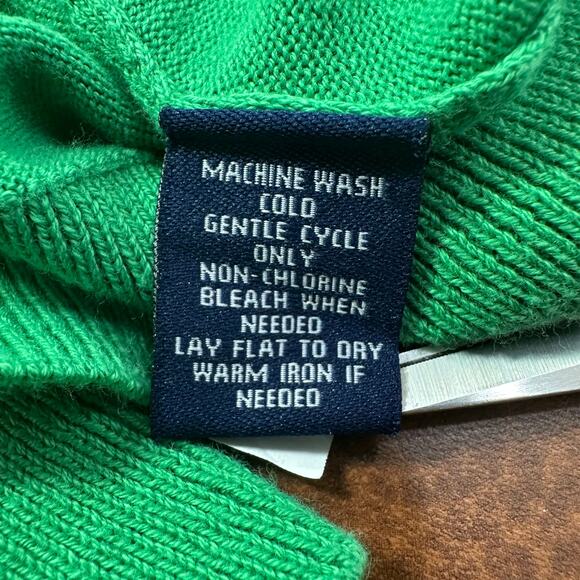 MACHINE WASH
COLD
GENTLE CYCLE
ONLY
NON-CHLORINE
BLEACH WHEN
NEEDED
LAY FLAT TO DRY
WARM IRON IF
NEEDED